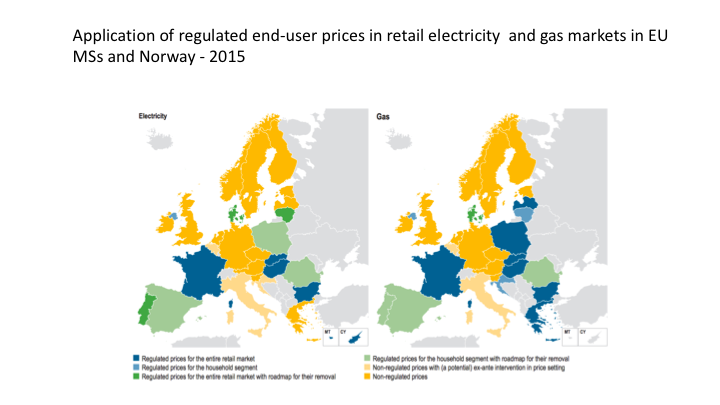 Application of regulated end-user prices in retail electricity and gas markets in EU
MSs and Norway - 2015
Electricity
Gas
MT CY
MT CY
Regulated prices for the entire retail market
Regulated prices for the household segment
Regulated prices for the entire retail market with roadmap for their removal
Regulated prices for the household segment with roadmap for their removal
Non-regulated prices with (a potential) ex-ante intervention in price setting
Non-regulated prices